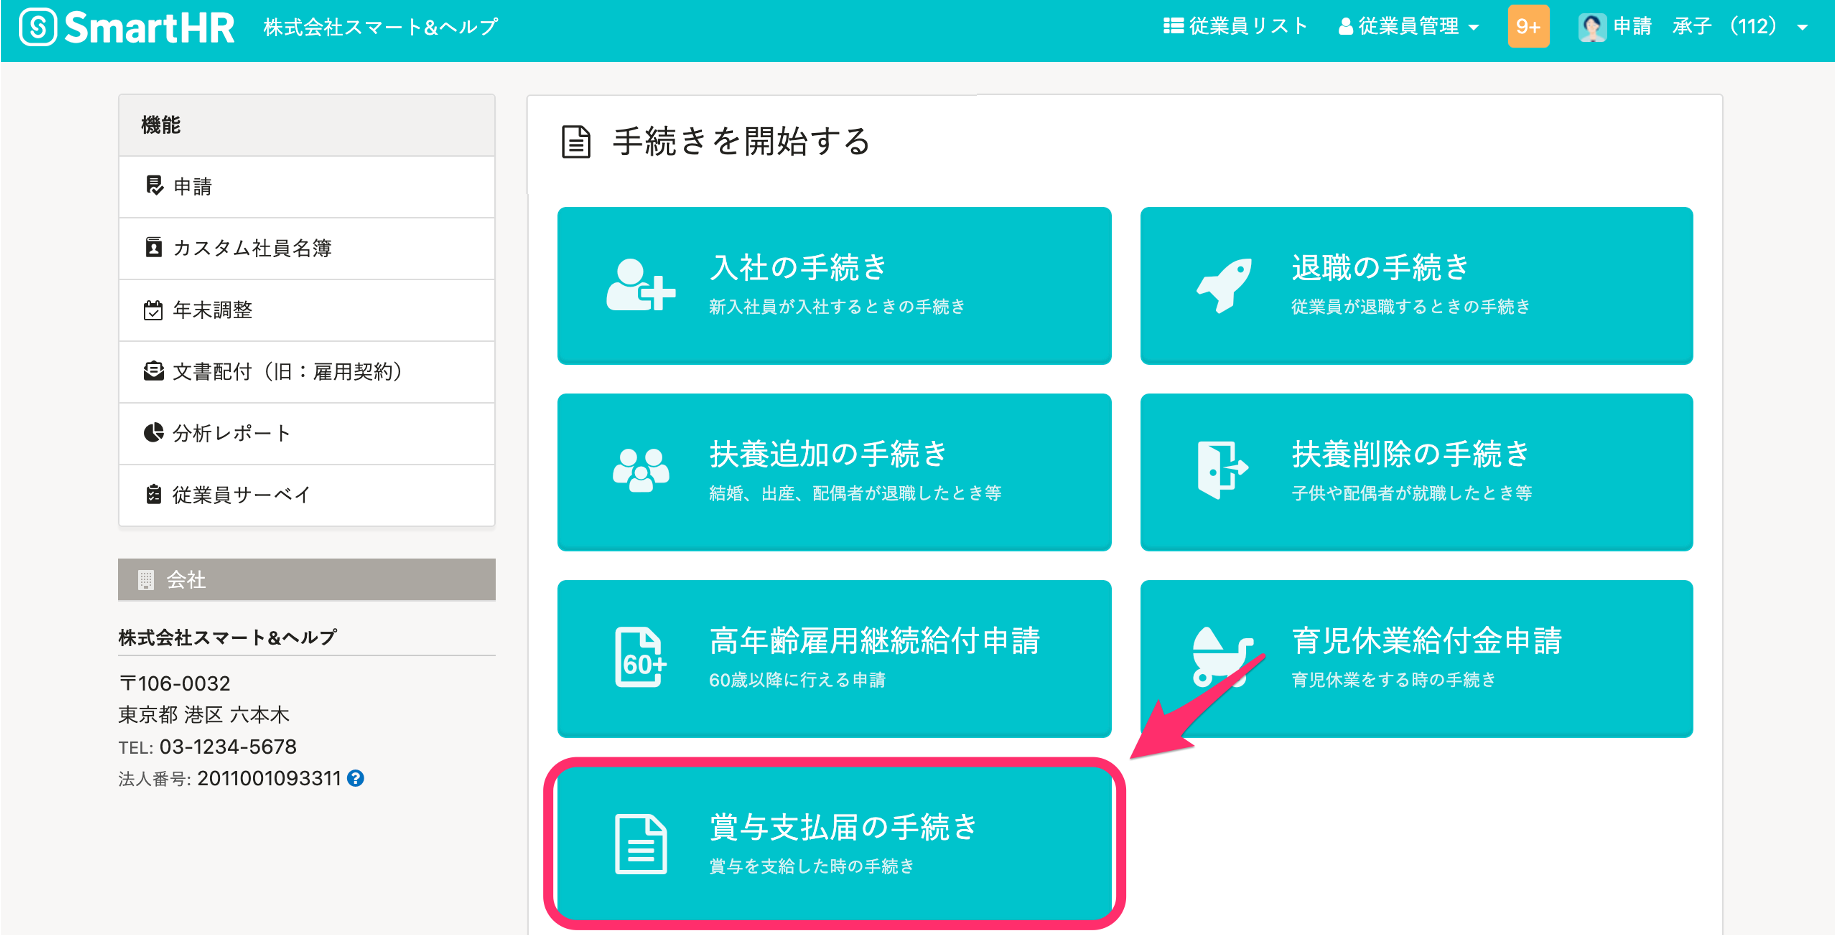 SmartHR 株式会社スマート&ヘルプ 従業員リスト 従業員管理 9+ 申請 承子 （112）
機能
申請
カスタム社員名簿
年末調整
文書配付（旧：雇用契約）
分析レポート
従業員サーベイ
会社
株式会社スマート&ヘルプ
〒106-0032
東京都 港区 六本木
TEL: 03-1234-5678
法人番号: 2011001093311 ?
手続きを開始する
入社の手続き
新入社員が入社するときの手続き
退職の手続き
従業員が退職するときの手続き
扶養追加の手続き
結婚、出産、配偶者が退職したとき等
扶養削除の手続き
子供や配偶者が就職したとき等
60+
高年齢雇用継続給付申請
60歳以降に行える申請
育児休業給付金申請
育児休業をする時の手続き
賞与支払届の手続き
賞与を支給した時の手続き